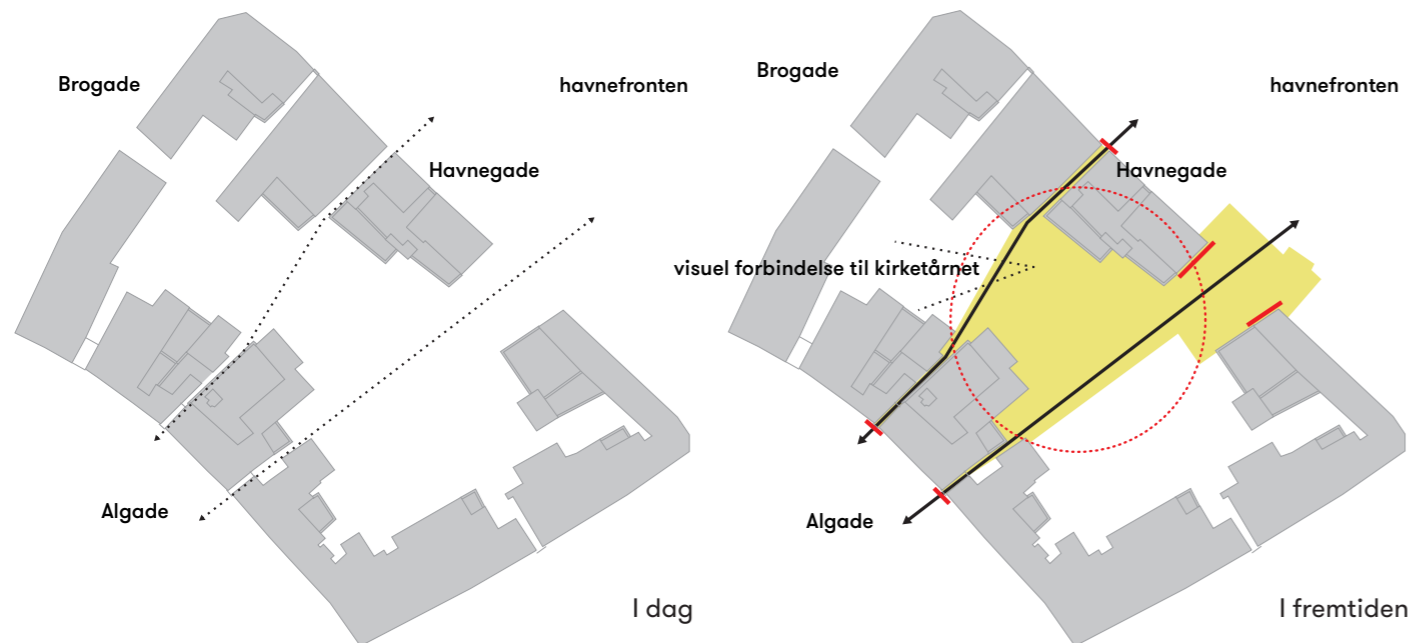 Brogade
havnefronten
Havnegade
Algade
I dag
Brogade
havnefronten
Havnegade
visuel forbindelse til kirketårnet
Algade
I fremtiden